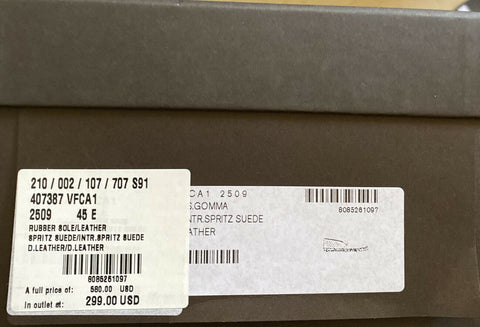 210 / 002 / 107 / 707 S91
407387 VFCA1
2509 45 E
RUBBER SOLE/LEATHER
SPRITZ SUEDE/INTR.SPRITZ SUEDE
D.LEATHER/D.LEATHER
8085261097
A full price of: 580.00 USD
In outlet at: 299.00 USD
CA1 2509
S.GOMMA
NTR.SPRITZ SUEDE
ATHER
8085261097